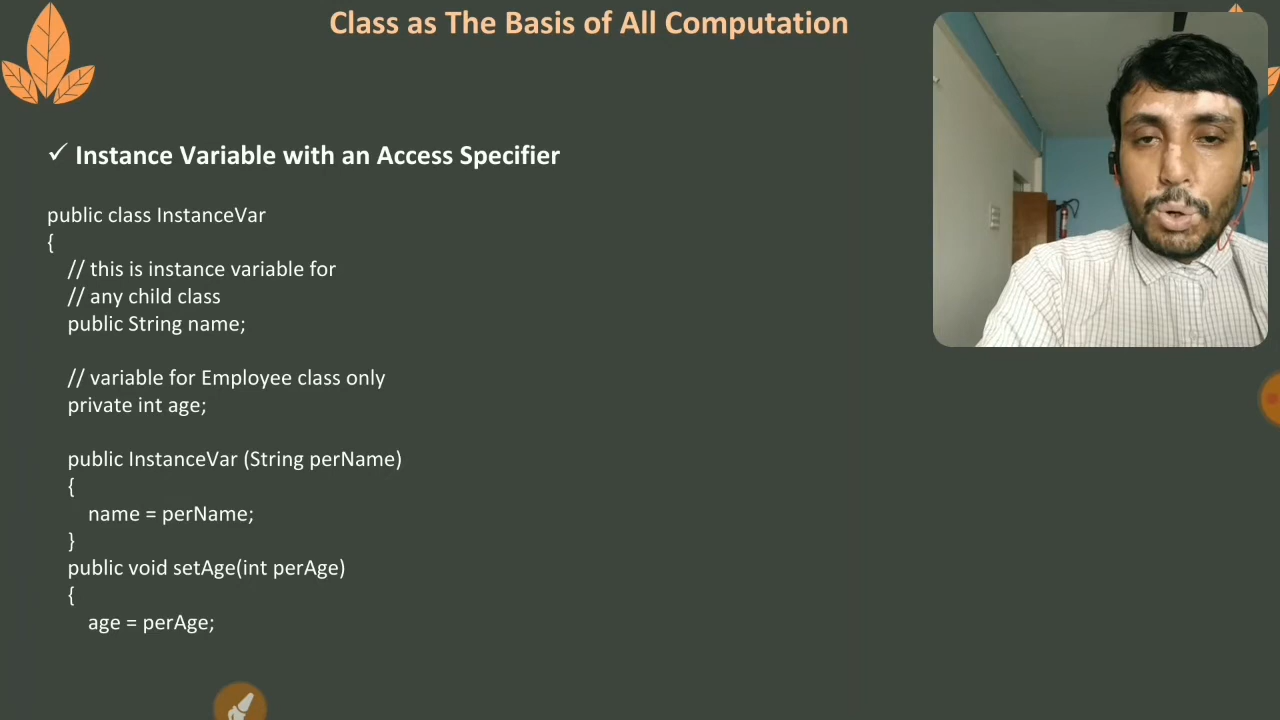 Class as The Basis of All Computation
✓ Instance Variable with an Access Specifier
public class InstanceVar
{
// this is instance variable for
// any child class
public String name;
// variable for Employee class only
private int age;
public InstanceVar (String perName)
{
name = perName;
}
public void setAge(int perAge)
{
age = perAge;